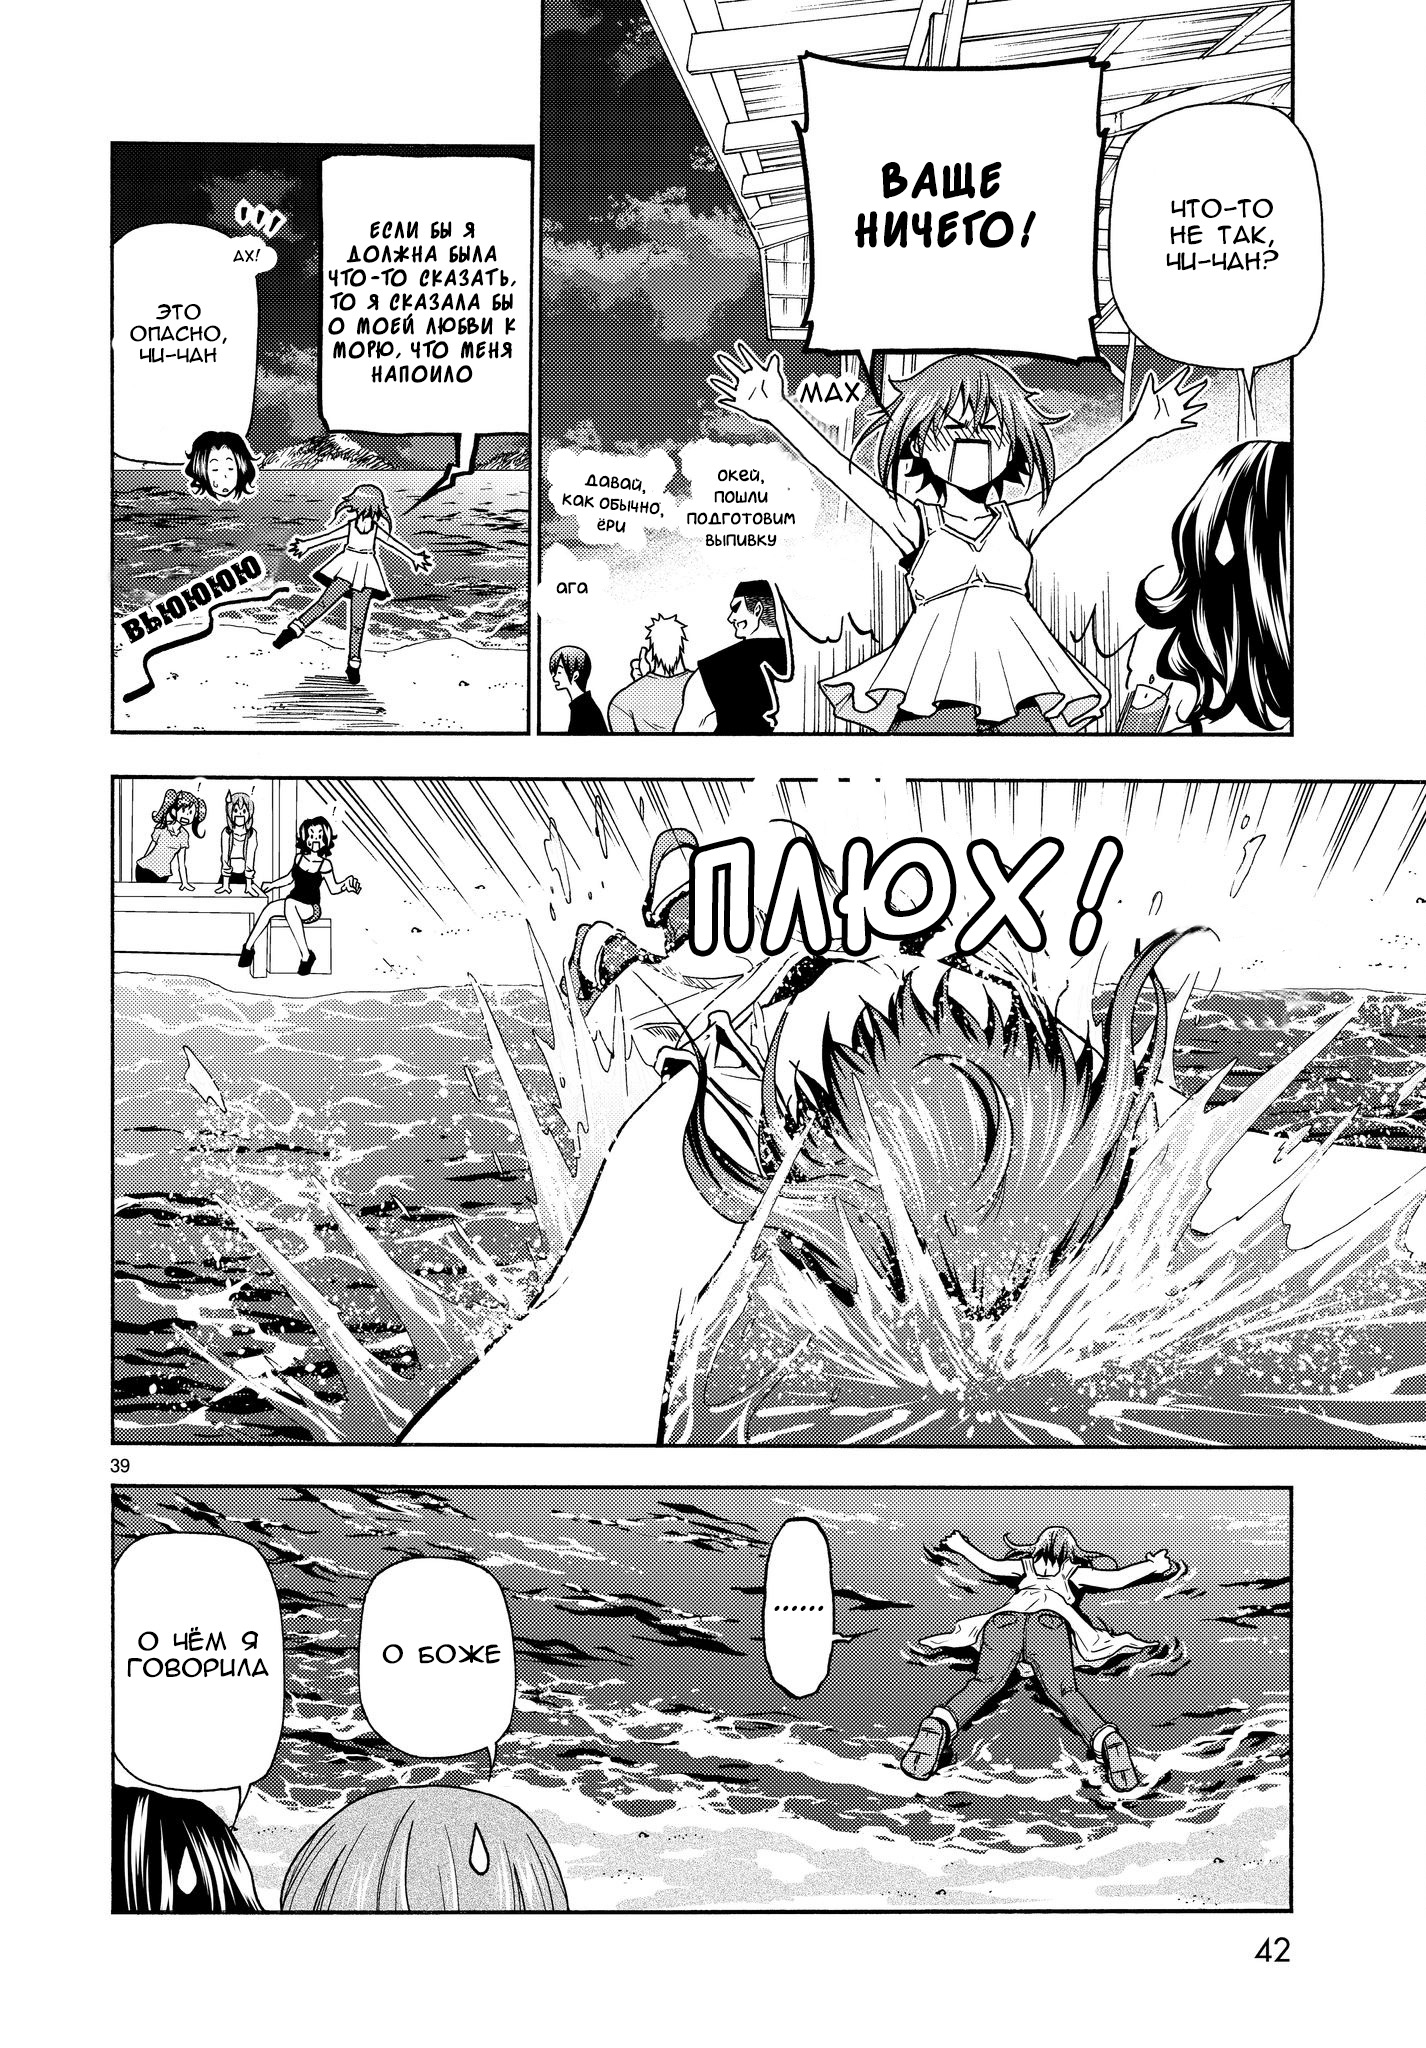 ЧТО-ТО
НЕ ТАК,
ЧИ-ЧАН?
ВАЩЕ
НИЧЕГО!
МАХ
ОКЕЙ,
ПОШЛИ
ПОДГОТОВИМ
ВЫПИВКУ
ДАВАЙ,
КАК ОБЫЧНО,
ЁРИ
АГА
ЕСЛИ БЫ Я
ДОЛЖНА БЫЛА
ЧТО-ТО СКАЗАТЬ,
ТО Я СКАЗАЛА БЫ
О МОЕЙ ЛЮБВИ К
МОРЮ, ЧТО МЕНЯ
НАПОИЛО
АХ!
ЭТО
ОПАСНО,
ЧИ-ЧАН
ВЬЮЮЮЮ
ПЛЮХ!
39
......
О БОЖЕ
О ЧЁМ Я
ГОВОРИЛА
42